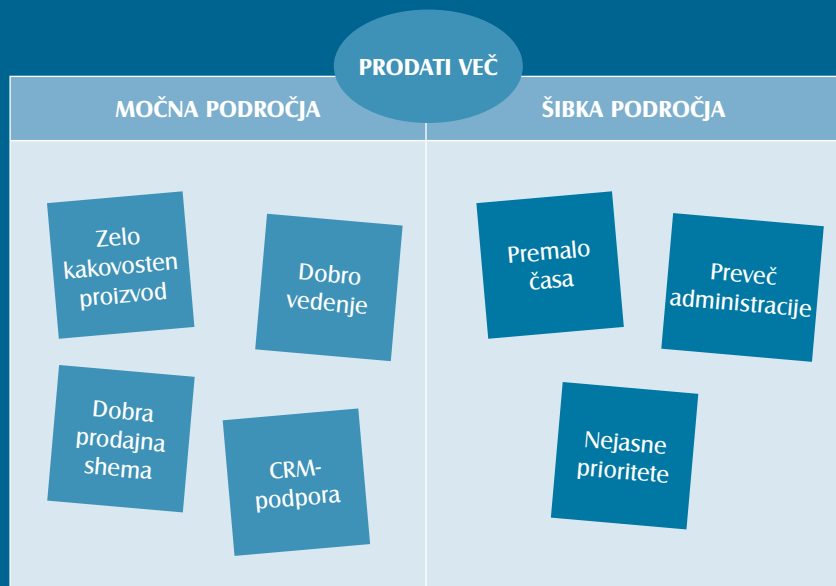 PRODATI VEČ
MOČNA PODROČJA
ŠIBKA PODROČJA
Zelo
kakovosten
proizvod
Dobro
vedenje
Dobra
prodajna
shema
CRM-
podpora
Premalo
časa
Preveč
administracije
Nejasne
prioritete